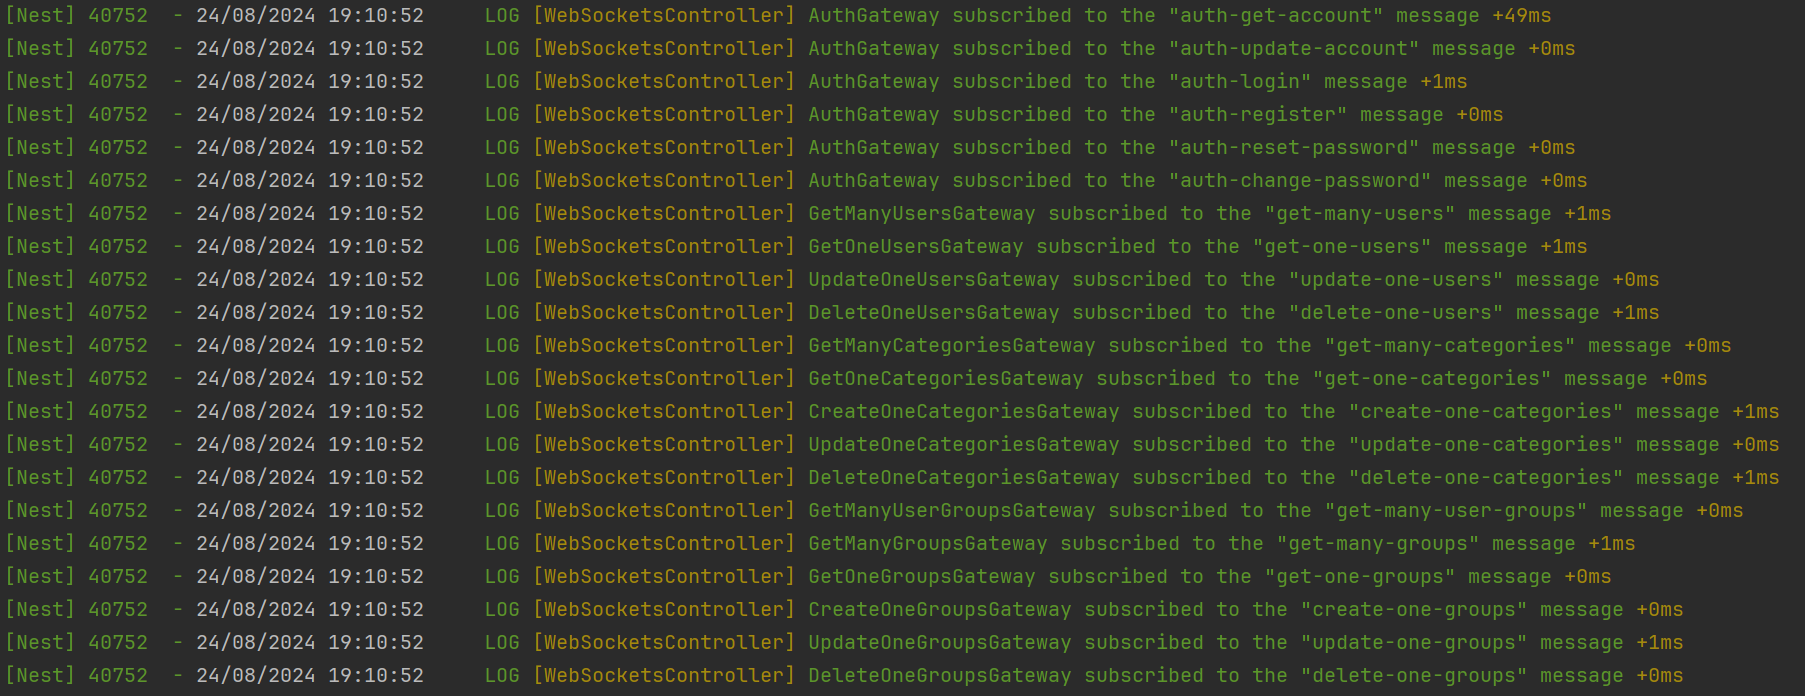 [Nest] 40752  - 24/08/2024 19:10:52     LOG [WebSocketsController] AuthGateway subscribed to the "auth-get-account" message +49ms
[Nest] 40752  - 24/08/2024 19:10:52     LOG [WebSocketsController] AuthGateway subscribed to the "auth-update-account" message +0ms
[Nest] 40752  - 24/08/2024 19:10:52     LOG [WebSocketsController] AuthGateway subscribed to the "auth-login" message +1ms
[Nest] 40752  - 24/08/2024 19:10:52     LOG [WebSocketsController] AuthGateway subscribed to the "auth-register" message +0ms
[Nest] 40752  - 24/08/2024 19:10:52     LOG [WebSocketsController] AuthGateway subscribed to the "auth-reset-password" message +0ms
[Nest] 40752  - 24/08/2024 19:10:52     LOG [WebSocketsController] AuthGateway subscribed to the "auth-change-password" message +0ms
[Nest] 40752  - 24/08/2024 19:10:52     LOG [WebSocketsController] GetManyUsersGateway subscribed to the "get-many-users" message +1ms
[Nest] 40752  - 24/08/2024 19:10:52     LOG [WebSocketsController] GetOneUsersGateway subscribed to the "get-one-users" message +1ms
[Nest] 40752  - 24/08/2024 19:10:52     LOG [WebSocketsController] UpdateOneUsersGateway subscribed to the "update-one-users" message +0ms
[Nest] 40752  - 24/08/2024 19:10:52     LOG [WebSocketsController] DeleteOneUsersGateway subscribed to the "delete-one-users" message +1ms
[Nest] 40752  - 24/08/2024 19:10:52     LOG [WebSocketsController] GetManyCategoriesGateway subscribed to the "get-many-categories" message +0ms
[Nest] 40752  - 24/08/2024 19:10:52     LOG [WebSocketsController] GetOneCategoriesGateway subscribed to the "get-one-categories" message +0ms
[Nest] 40752  - 24/08/2024 19:10:52     LOG [WebSocketsController] CreateOneCategoriesGateway subscribed to the "create-one-categories" message +1ms
[Nest] 40752  - 24/08/2024 19:10:52     LOG [WebSocketsController] UpdateOneCategoriesGateway subscribed to the "update-one-categories" message +0ms
[Nest] 40752  - 24/08/2024 19:10:52     LOG [WebSocketsController] DeleteOneCategoriesGateway subscribed to the "delete-one-categories" message +1ms
[Nest] 40752  - 24/08/2024 19:10:52     LOG [WebSocketsController] GetManyUserGroupsGateway subscribed to the "get-many-user-groups" message +0ms
[Nest] 40752  - 24/08/2024 19:10:52     LOG [WebSocketsController] GetManyGroupsGateway subscribed to the "get-many-groups" message +1ms
[Nest] 40752  - 24/08/2024 19:10:52     LOG [WebSocketsController] GetOneGroupsGateway subscribed to the "get-one-groups" message +0ms
[Nest] 40752  - 24/08/2024 19:10:52     LOG [WebSocketsController] CreateOneGroupsGateway subscribed to the "create-one-groups" message +0ms
[Nest] 40752  - 24/08/2024 19:10:52     LOG [WebSocketsController] UpdateOneGroupsGateway subscribed to the "update-one-groups" message +1ms
[Nest] 40752  - 24/08/2024 19:10:52     LOG [WebSocketsController] DeleteOneGroupsGateway subscribed to the "delete-one-groups" message +0ms